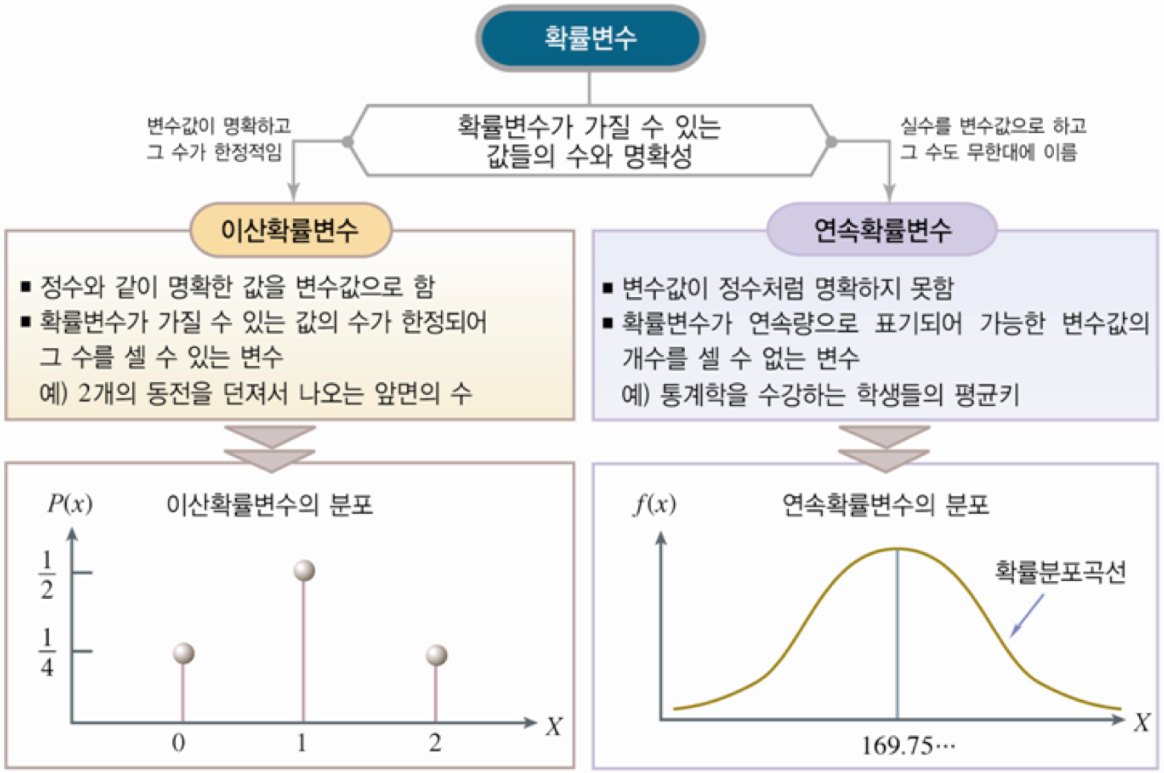 확률변수
확률변수가 가질 수 있는
값들의 수와 명확성
변수값이 명확하고
그 수가 한정적임
실수를 변수값으로 하고
그 수도 무한대에 이름
이산확률변수
■ 정수와 같이 명확한 값을 변수값으로 함
■ 확률변수가 가질 수 있는 값의 수가 한정되어
그 수를 셀 수 있는 변수
예) 2개의 동전을 던져서 나오는 앞면의 수
연속확률변수
■ 변수값이 정수처럼 명확하지 못함
■ 확률변수가 연속량으로 표기되어 가능한 변수값의
개수를 셀 수 없는 변수
예) 통계학을 수강하는 학생들의 평균키
P(x)
이산확률변수의 분포
1/2
1/4
0 1 2
X
f(x)
연속확률변수의 분포
확률분포곡선
169.75⋯
X